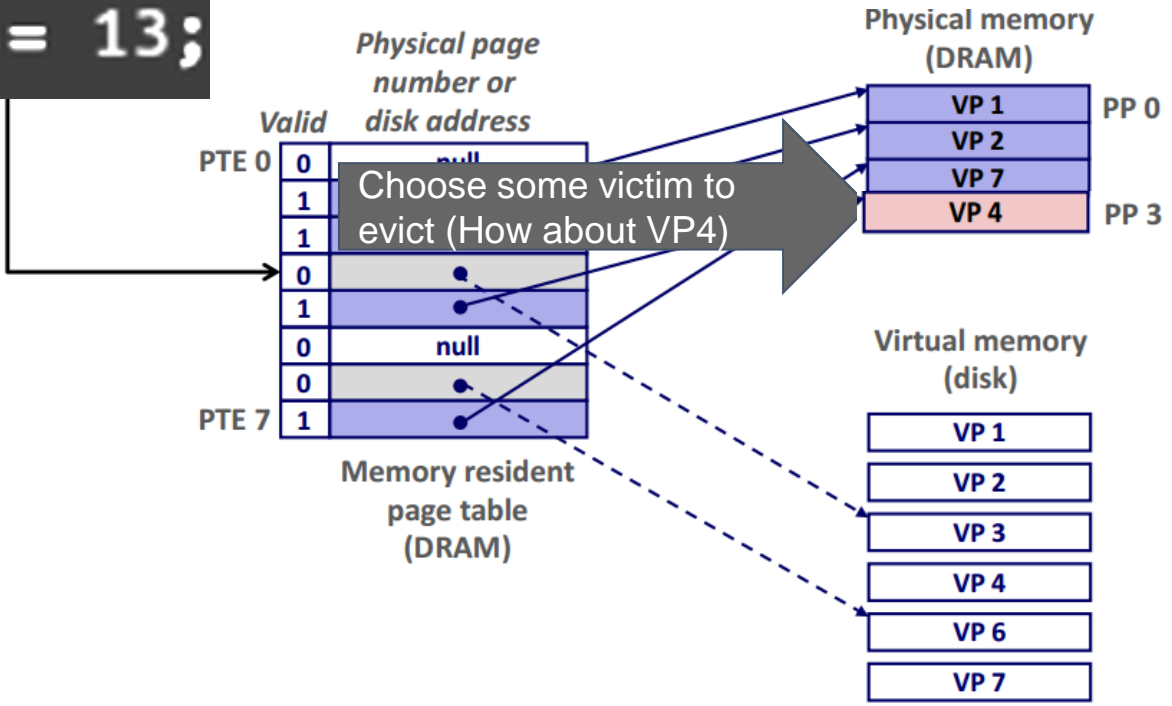 = 13;
Physical page
number or
disk address
Valid
PTE 0
0
null
1
1
0
1
0
null
0
PTE 7
1
Memory resident
page table
(DRAM)
Choose some victim to
evict (How about VP4)
Physical memory
(DRAM)
VP 1
PP 0
VP 2
VP 7
VP 4
PP 3
Virtual memory
(disk)
VP 1
VP 2
VP 3
VP 4
VP 6
VP 7